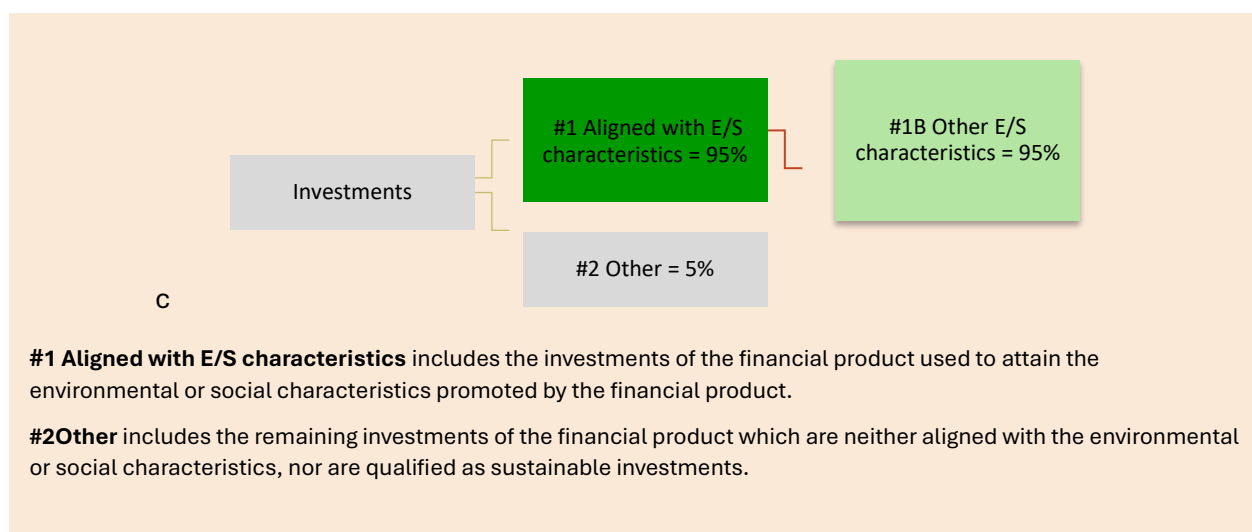 #1 Aligned with E/S
characteristics = 95%
#1B Other E/S
characteristics = 95%
Investments
#2 Other = 5%
C
#1 Aligned with E/S characteristics includes the investments of the financial product used to attain the
environmental or social characteristics promoted by the financial product.
#2Other includes the remaining investments of the financial product which are neither aligned with the environmental
or social characteristics, nor are qualified as sustainable investments.